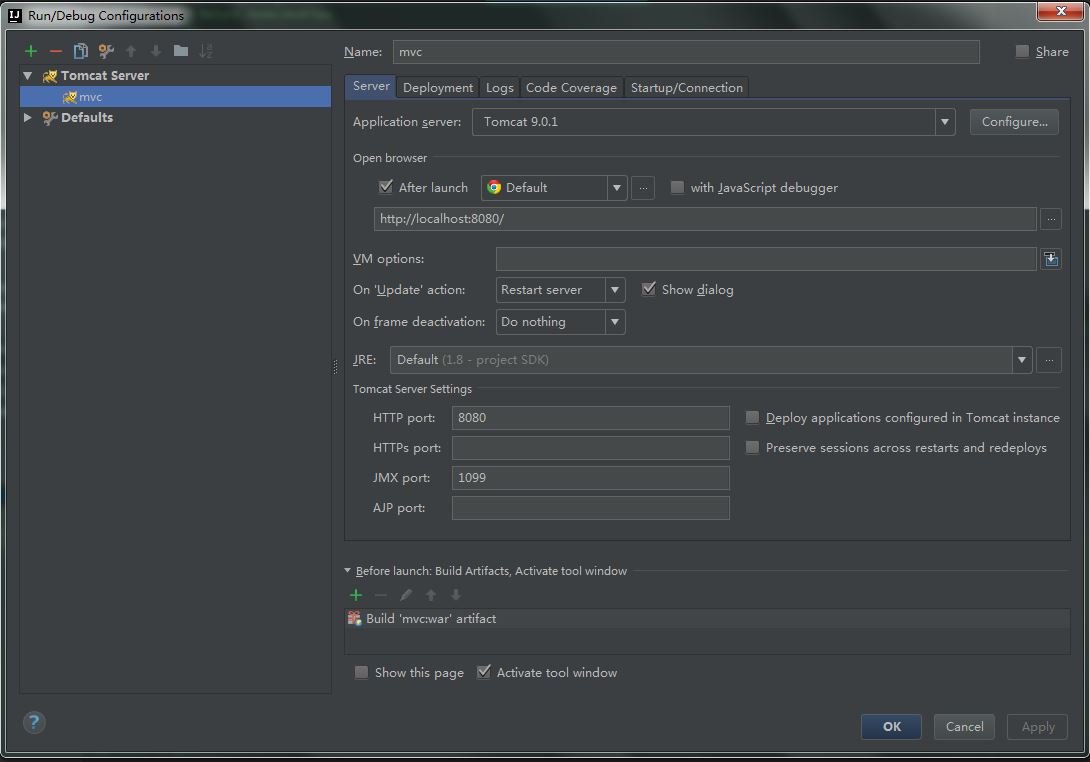 Run/Debug Configurations
Name: mvc Share
Tomcat Server
mvc
Defaults
Server Deployment Logs Code Coverage Startup/Connection
Application server: Tomcat 9.0.1 Configure...
Open browser
After launch Default ... with JavaScript debugger
http://localhost:8080/ ...
VM options:
On 'Update' action: Restart server Show dialog
On frame deactivation: Do nothing
JRE: Default (1.8 - project SDK) ...
Tomcat Server Settings
HTTP port: 8080 Deploy applications configured in Tomcat instance
HTTPs port: Preserve sessions across restarts and redeploys
JMX port: 1099
AJP port:
Before launch: Build Artifacts, Activate tool window
Build 'mvc:war' artifact
Show this page Activate tool window
? OK Cancel Apply